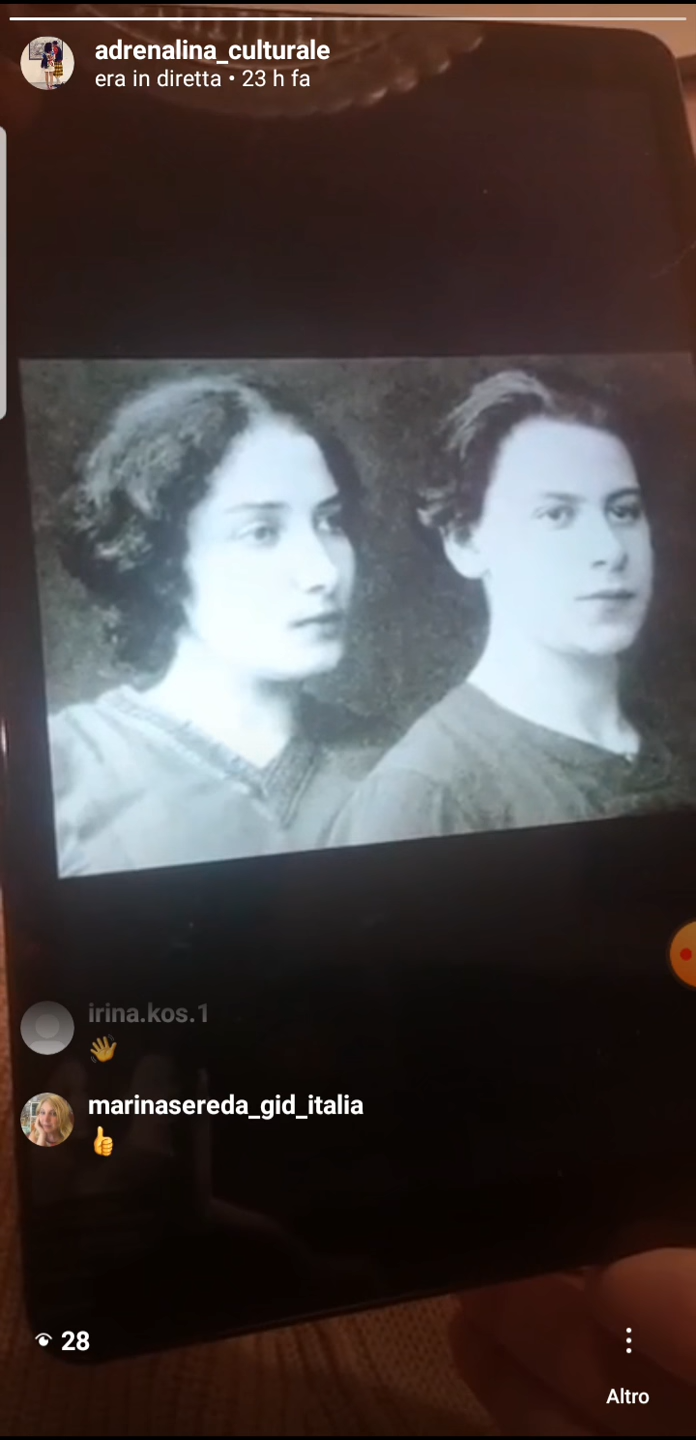 adrenalina_culturale
era in diretta • 23 h fa
irina.kos.1
👋
marinasereda_gid_italia
👍
28
Altro